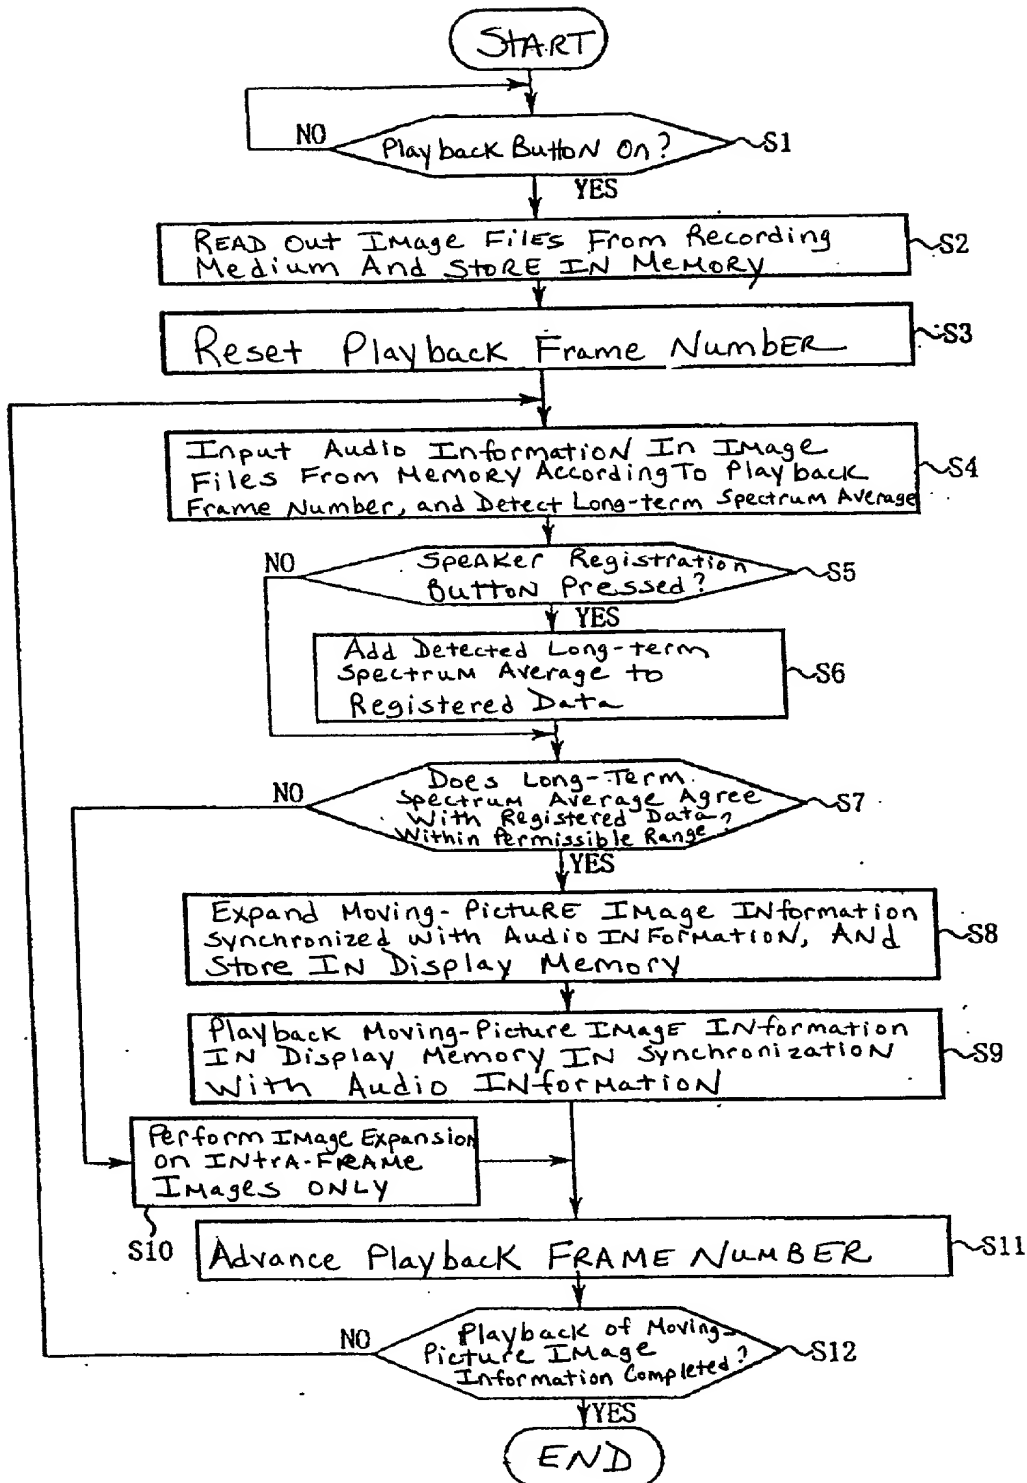 START
NO
Playback Button On?
S1
YES
Read Out Image Files From Recording
Medium And Store In Memory
S2
Reset Playback Frame Number
S3
Input Audio Information In Image
Files From Memory According To Playback
Frame Number, and Detect Long-term Spectrum Average
S4
NO
Speaker Registration
Button Pressed?
S5
YES
Add Detected Long-term
Spectrum Average to
Registered Data
S6
NO
Does Long-Term
Spectrum Average Agree
With Registered Data
Within Permissible Range?
S7
YES
Expand Moving-Picture Image Information
Synchronized With Audio Information, And
Store In Display Memory
S8
Playback Moving-Picture Image Information
In Display Memory In Synchronization
With Audio Information
S9
Perform Image Expansion
on Intra-Frame
Images Only
S10
Advance Playback Frame Number
S11
NO
Playback of Moving-
Picture Image
Information Completed?
S12
YES
END